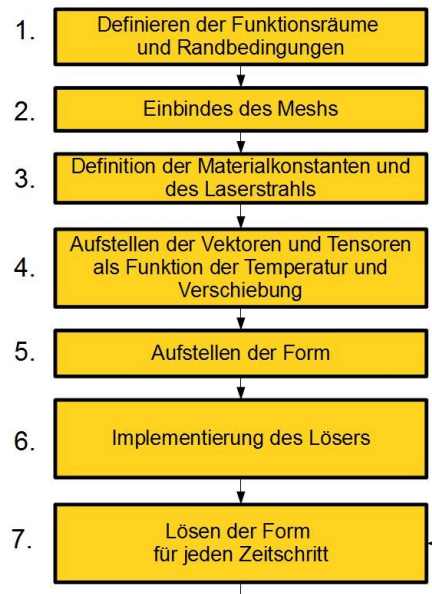 1.
Definieren der Funktionsräume
und Randbedingungen
2.
Einbindes des Meshs
3.
Definition der Materialkonstanten und
des Laserstrahls
4.
Aufstellen der Vektoren und Tensoren
als Funktion der Temperatur und
Verschiebung
5.
Aufstellen der Form
6.
Implementierung des Lösers
7.
Lösen der Form
für jeden Zeitschritt